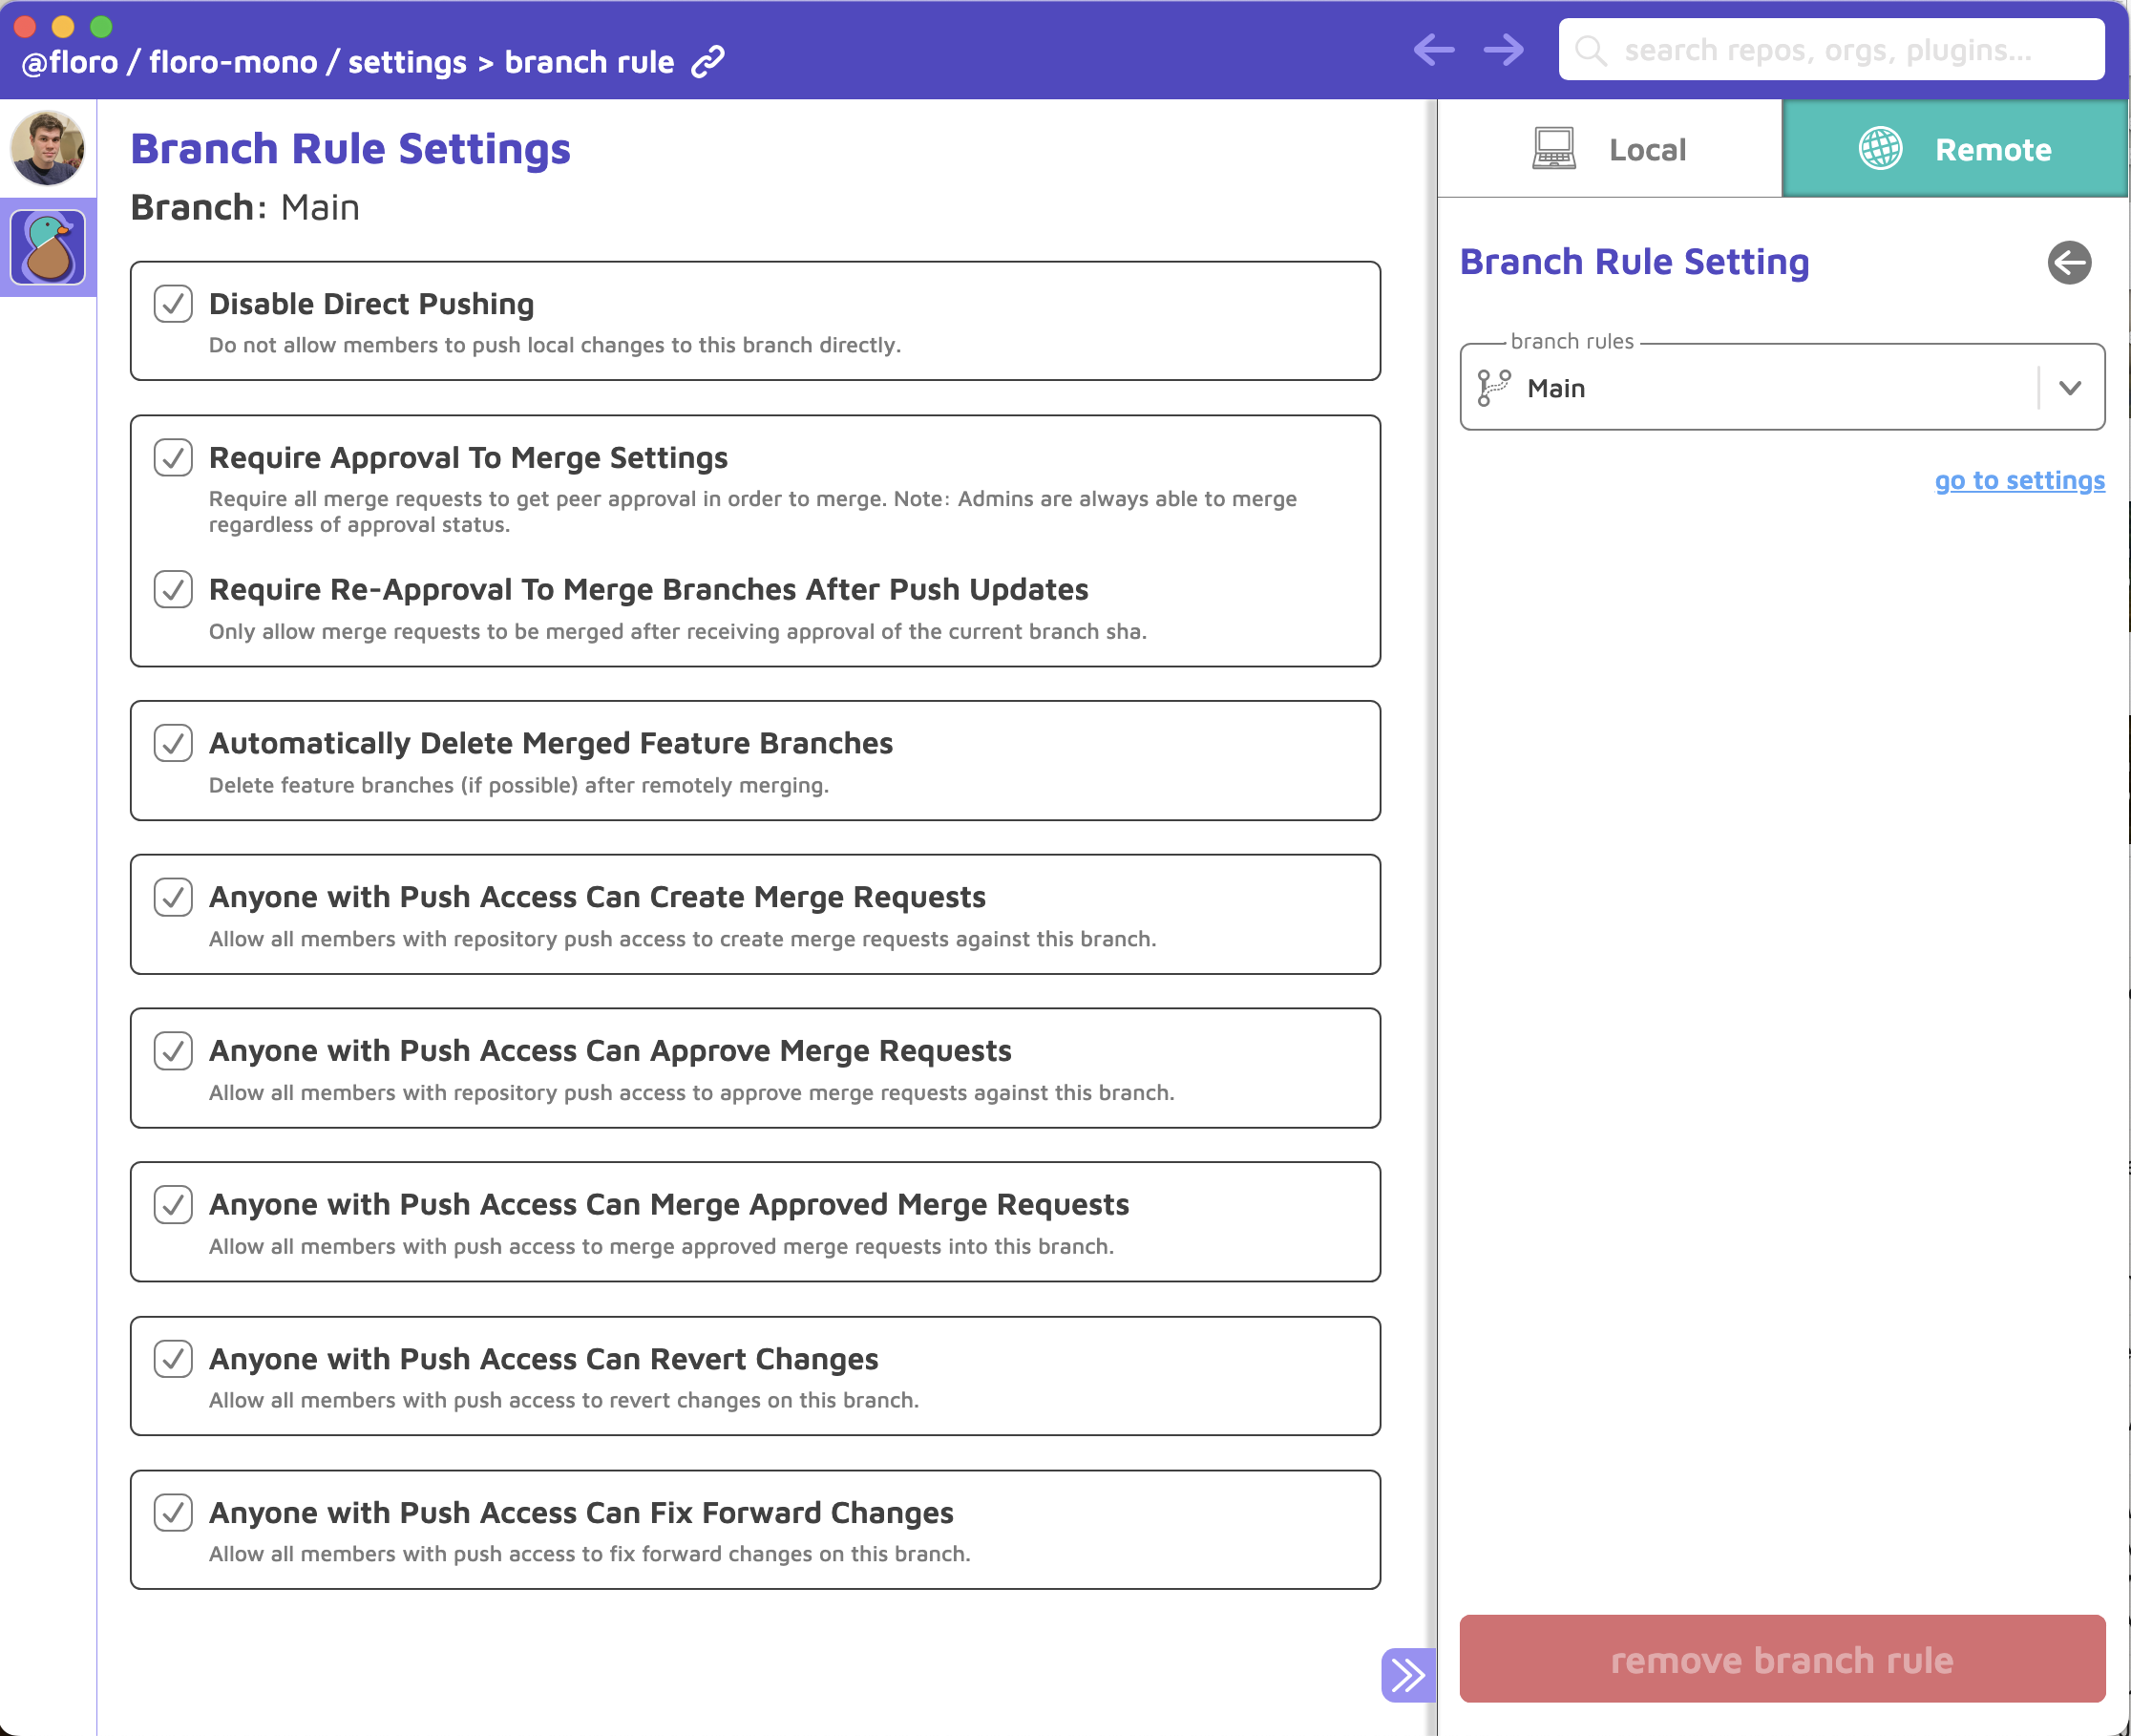 @floro / floro-mono / settings > branch rule
search repos, orgs, plugins...
Branch Rule Settings
Branch: Main
Disable Direct Pushing
Do not allow members to push local changes to this branch directly.
Require Approval To Merge Settings
Require all merge requests to get peer approval in order to merge. Note: Admins are always able to merge
regardless of approval status.
Require Re-Approval To Merge Branches After Push Updates
Only allow merge requests to be merged after receiving approval of the current branch sha.
Automatically Delete Merged Feature Branches
Delete feature branches (if possible) after remotely merging.
Anyone with Push Access Can Create Merge Requests
Allow all members with repository push access to create merge requests against this branch.
Anyone with Push Access Can Approve Merge Requests
Allow all members with repository push access to approve merge requests against this branch.
Anyone with Push Access Can Merge Approved Merge Requests
Allow all members with push access to merge approved merge requests into this branch.
Anyone with Push Access Can Revert Changes
Allow all members with push access to revert changes on this branch.
Anyone with Push Access Can Fix Forward Changes
Allow all members with push access to fix forward changes on this branch.
Local
Remote
Branch Rule Setting
branch rules
Main
go to settings
remove branch rule